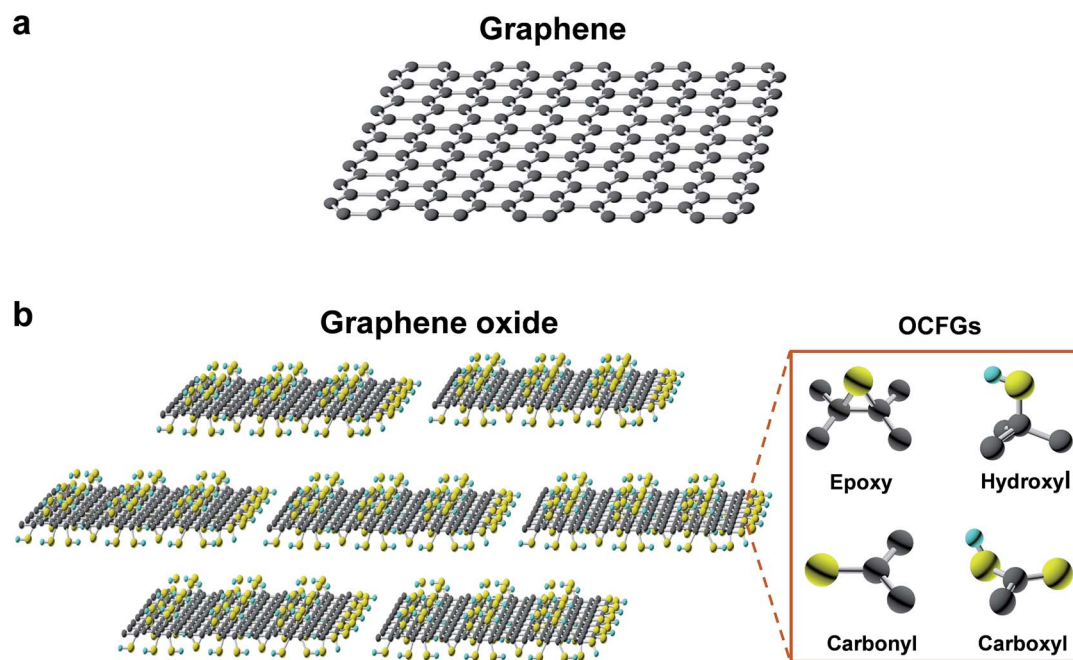 a
Graphene
b
Graphene oxide
OCFGs
Epoxy
Hydroxyl
Carbonyl
Carboxyl